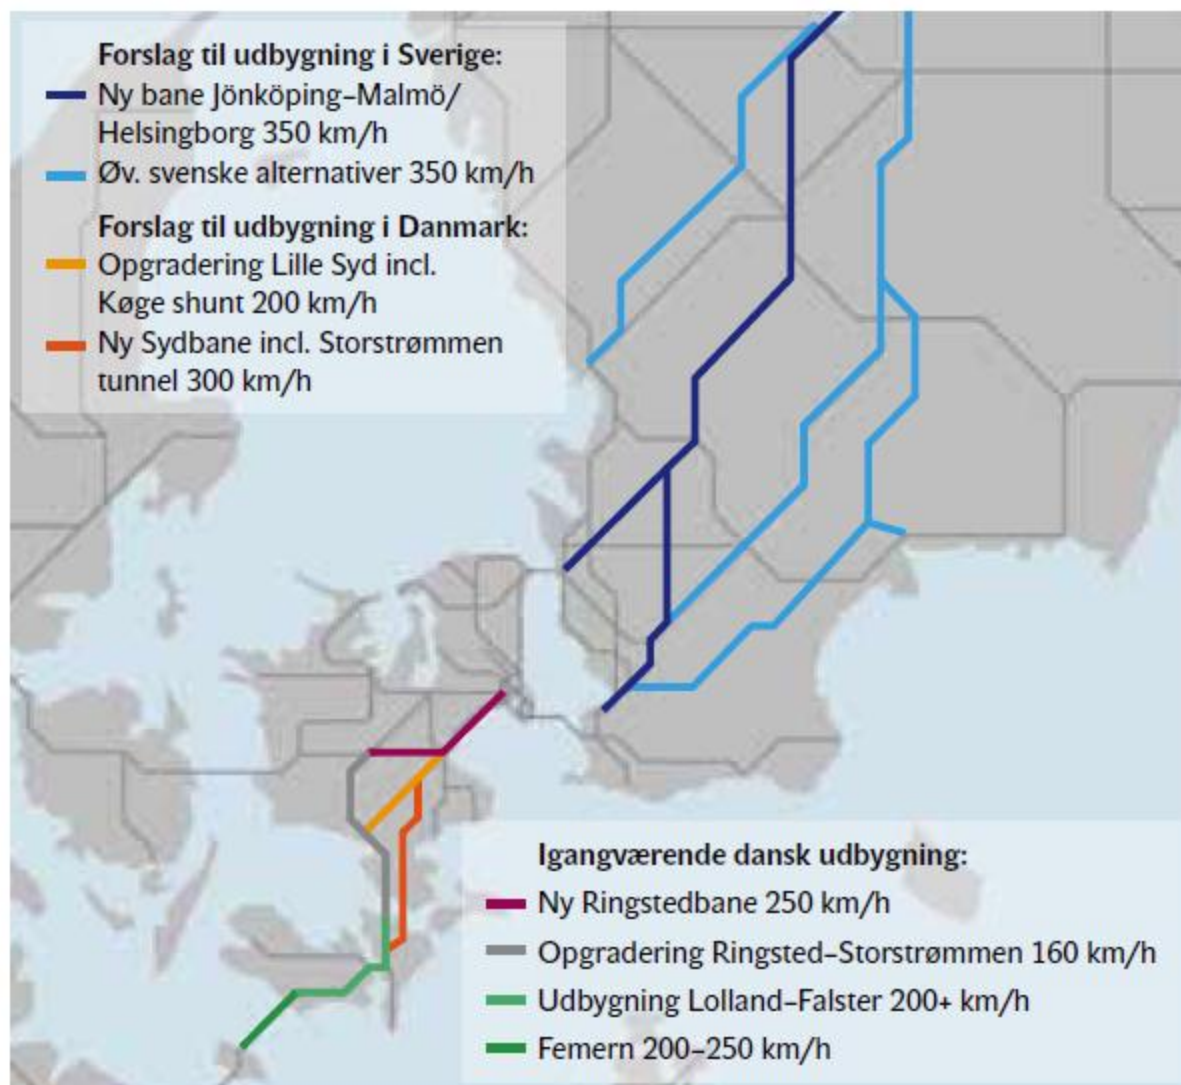 Forslag til udbygning i Sverige:
Ny bane Jönköping–Malmö/
Helsingborg 350 km/h
Øv. svenske alternativer 350 km/h
Forslag til udbygning i Danmark:
Opgradering Lille Syd incl.
Køge shunt 200 km/h
Ny Sydbane incl. Storstrømmen
tunnel 300 km/h
Igangværende dansk udbygning:
Ny Ringstedbane 250 km/h
Opgradering Ringsted–Storstrømmen 160 km/h
Udbygning Lolland–Falster 200+ km/h
Femern 200–250 km/h